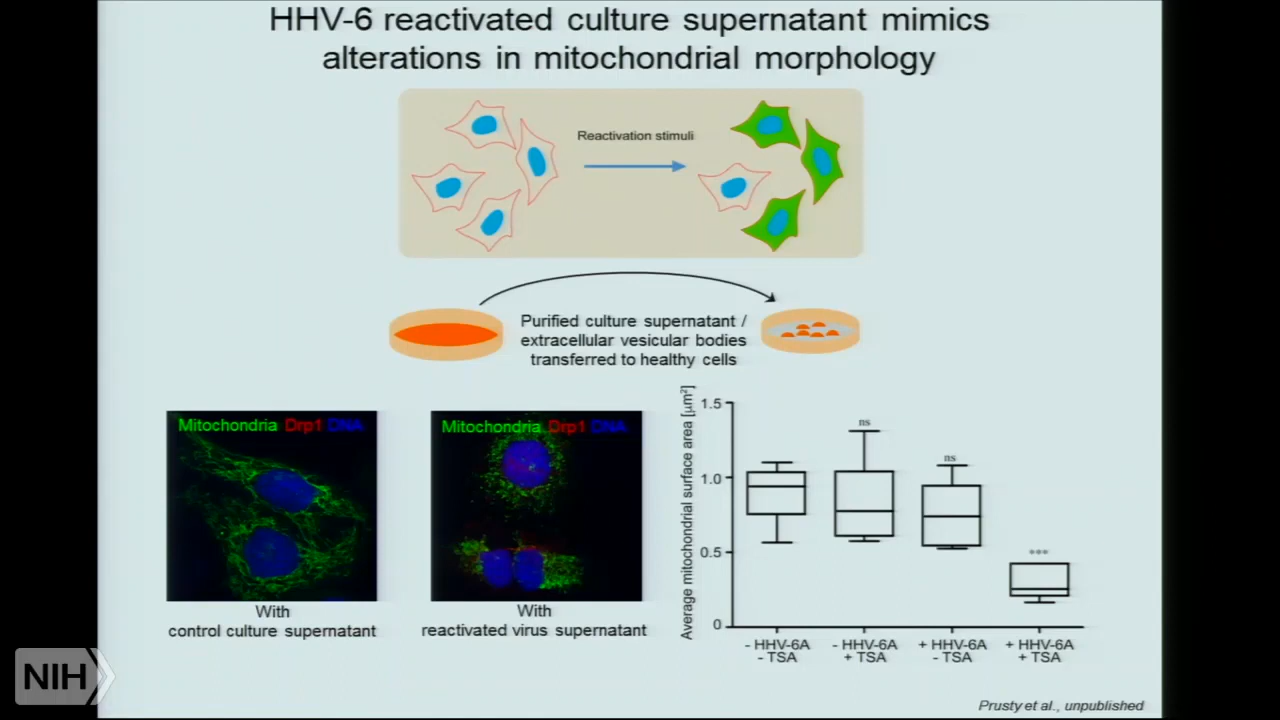 HHV-6 reactivated culture supernatant mimics
alterations in mitochondrial morphology
Reactivation stimuli
Purified culture supernatant /
extracellular vesicular bodies
transferred to healthy cells
Mitochondria Drp1 DNA
With
control culture supernatant
Mitochondria Drp1 DNA
With
reactivated virus supernatant
Average mitochondrial surface area [µm²]
1.5
1.0
0.5
0
ns
ns
***
- HHV-6A
- TSA
- HHV-6A
+ TSA
+ HHV-6A
- TSA
+ HHV-6A
+ TSA
NIH
Prusty et al., unpublished